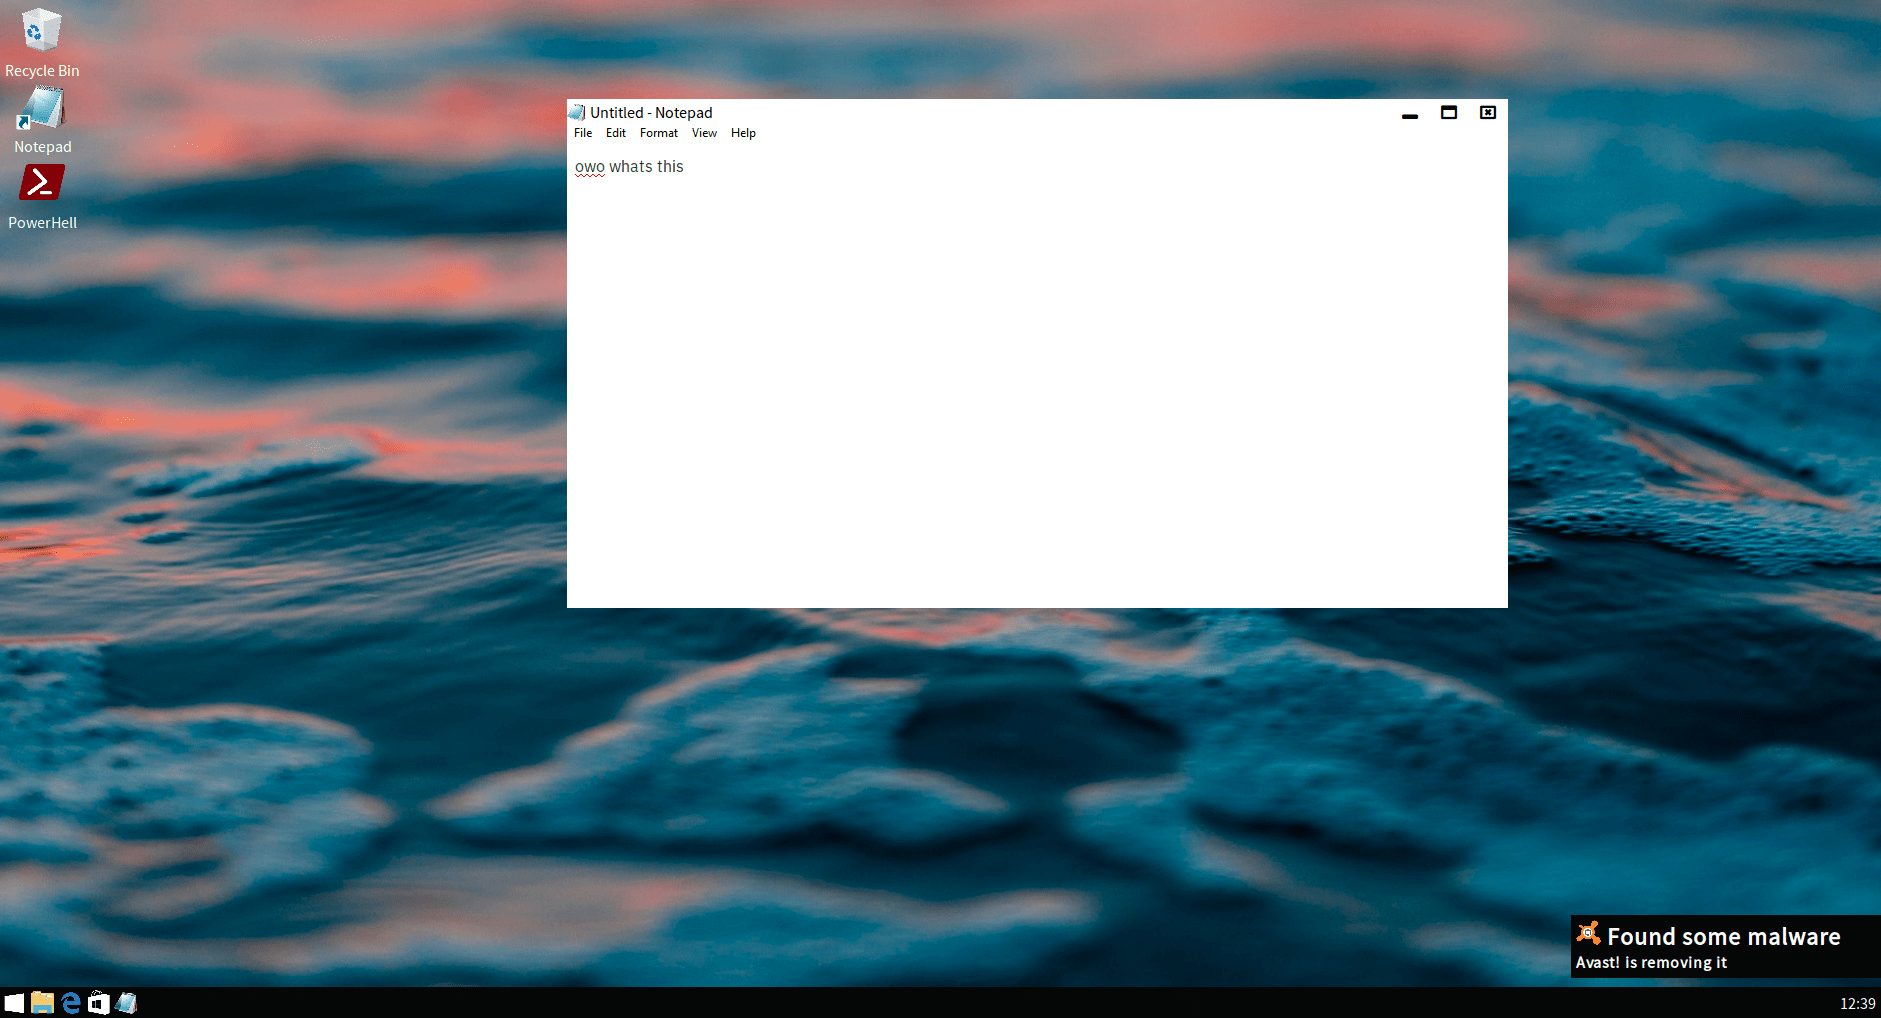 Recycle Bin
Notepad
PowerHell
Untitled - Notepad
File Edit Format View Help
owo whats this
Found some malware
Avast! is removing it
12:39